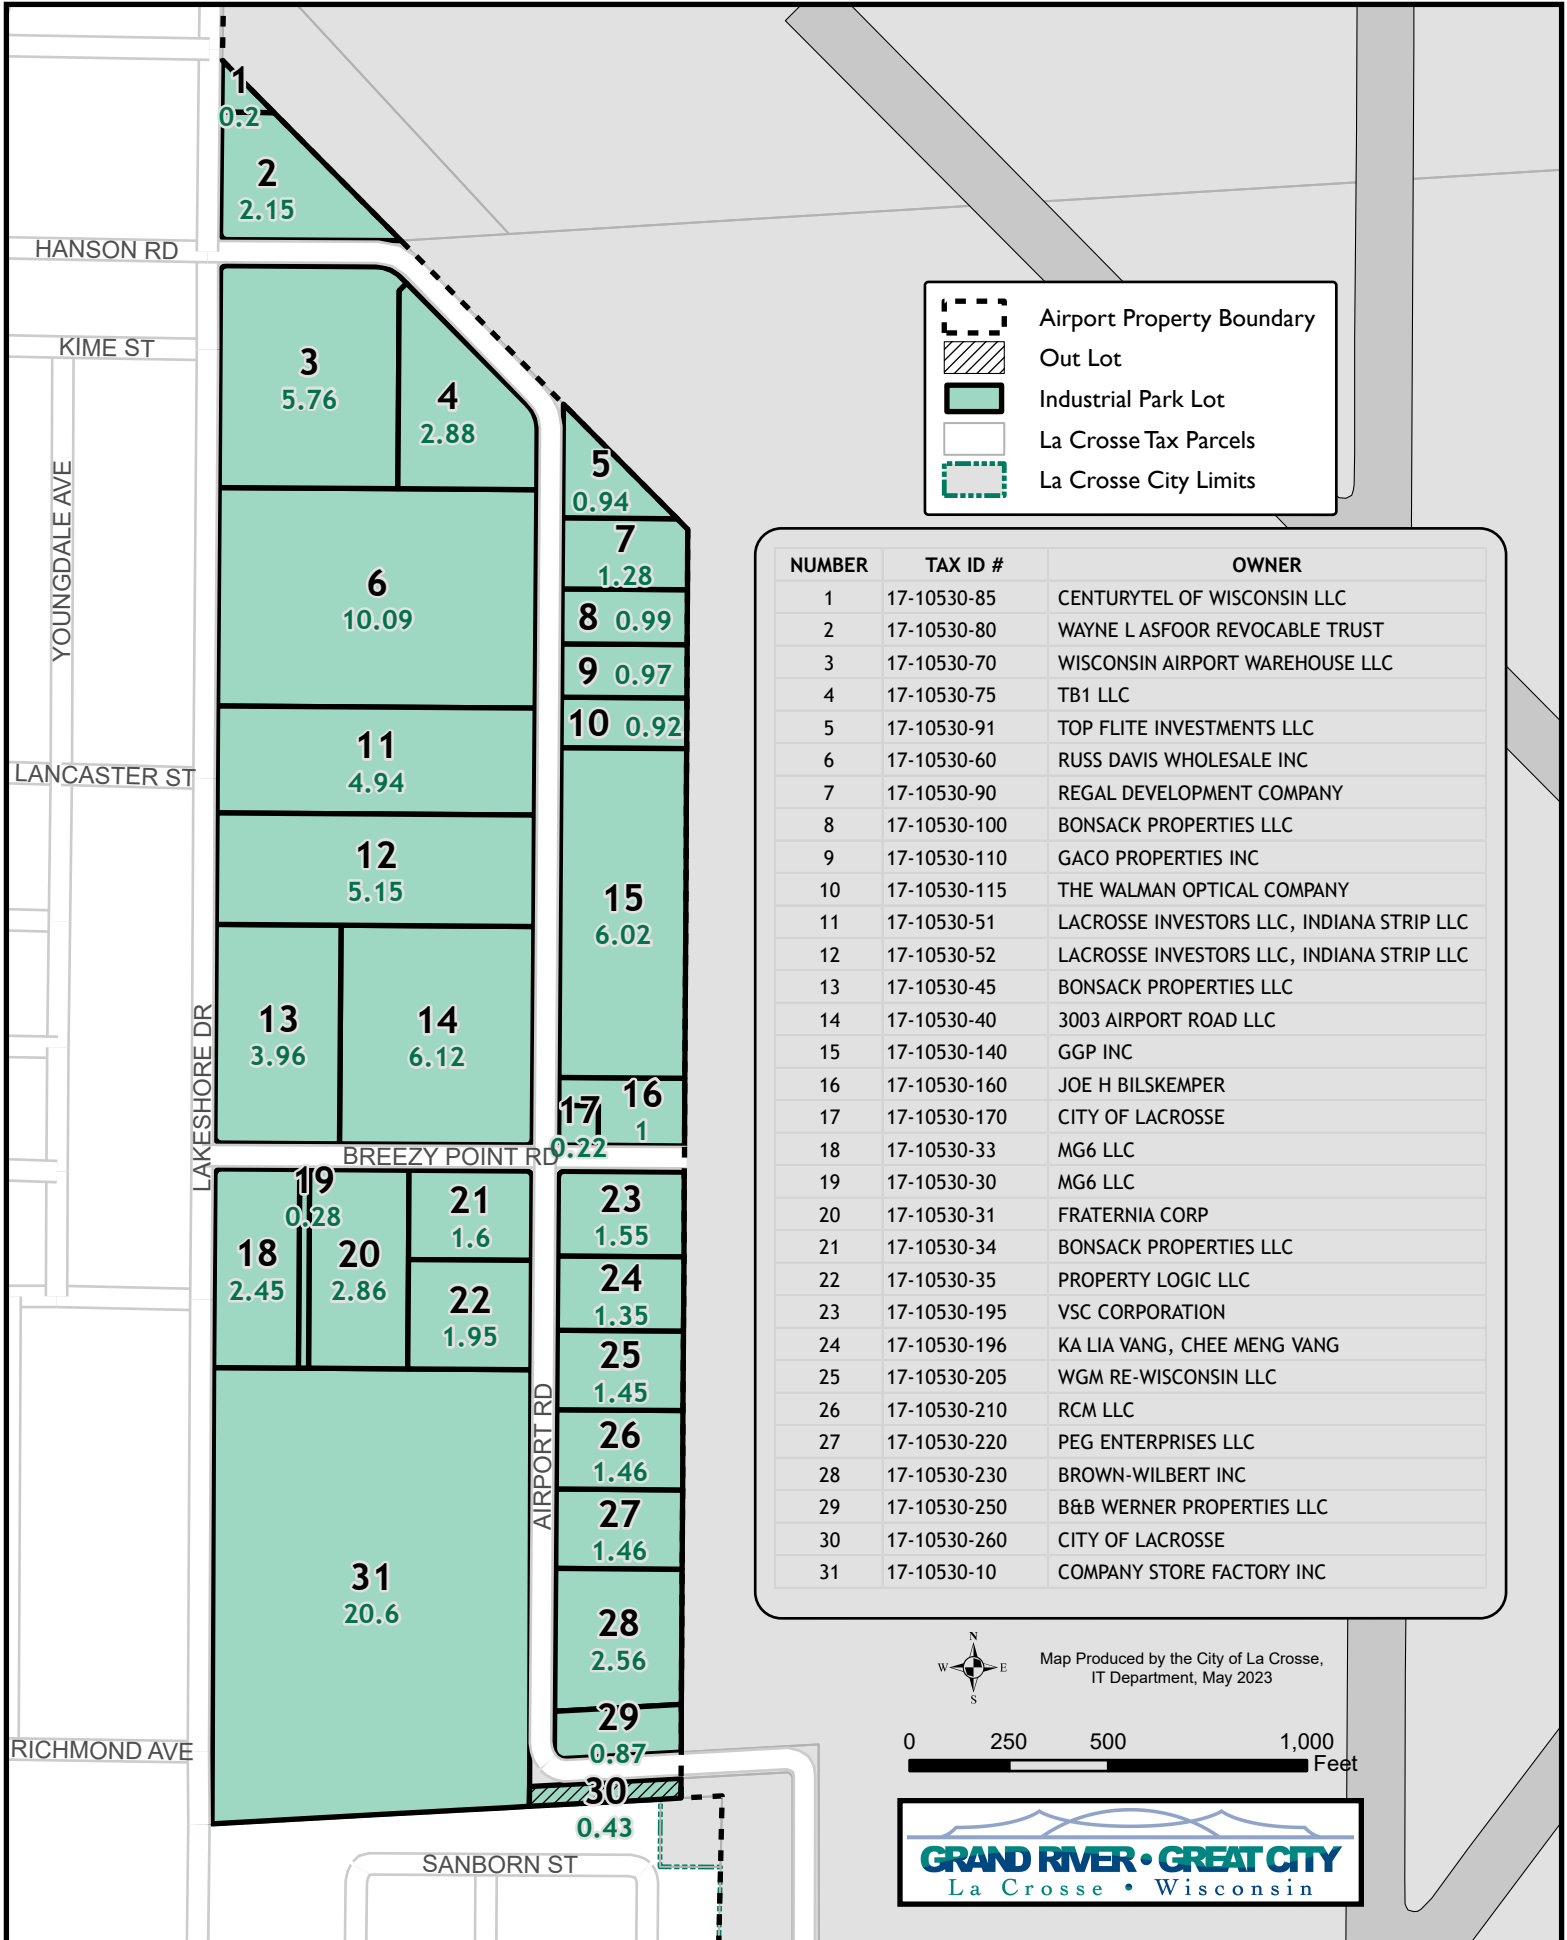 1
0.2
2
2.15
HANSON RD
KIME ST
3
5.76
4
2.88
YOUNGDALE AVE
5
0.94
7
1.28
6
10.09
8 0.99
9 0.97
10 0.92
11
4.94
LANCASTER ST
12
5.15
15
6.02
13
3.96
14
6.12
LAKESHORE DR
16
1
17
0.22
BREEZY POINT RD
19
0.28
18
2.45
20
2.86
21
1.6
22
1.95
23
1.55
24
1.35
25
1.45
AIRPORT RD
26
1.46
27
1.46
31
20.6
28
2.56
29
0.87
RICHMOND AVE
30
0.43
SANBORN ST
Airport Property Boundary
Out Lot
Industrial Park Lot
La Crosse Tax Parcels
La Crosse City Limits
NUMBER TAX ID # OWNER
1 17-10530-85 CENTURYTEL OF WISCONSIN LLC
2 17-10530-80 WAYNE L ASFOOR REVOCABLE TRUST
3 17-10530-70 WISCONSIN AIRPORT WAREHOUSE LLC
4 17-10530-75 TB1 LLC
5 17-10530-91 TOP FLITE INVESTMENTS LLC
6 17-10530-60 RUSS DAVIS WHOLESALE INC
7 17-10530-90 REGAL DEVELOPMENT COMPANY
8 17-10530-100 BONSACK PROPERTIES LLC
9 17-10530-110 GACO PROPERTIES INC
10 17-10530-115 THE WALMAN OPTICAL COMPANY
11 17-10530-51 LACROSSE INVESTORS LLC, INDIANA STRIP LLC
12 17-10530-52 LACROSSE INVESTORS LLC, INDIANA STRIP LLC
13 17-10530-45 BONSACK PROPERTIES LLC
14 17-10530-40 3003 AIRPORT ROAD LLC
15 17-10530-140 GGP INC
16 17-10530-160 JOE H BILSKEMPER
17 17-10530-170 CITY OF LACROSSE
18 17-10530-33 MG6 LLC
19 17-10530-30 MG6 LLC
20 17-10530-31 FRATERNIA CORP
21 17-10530-34 BONSACK PROPERTIES LLC
22 17-10530-35 PROPERTY LOGIC LLC
23 17-10530-195 VSC CORPORATION
24 17-10530-196 KA LIA VANG, CHEE MENG VANG
25 17-10530-205 WGM RE-WISCONSIN LLC
26 17-10530-210 RCM LLC
27 17-10530-220 PEG ENTERPRISES LLC
28 17-10530-230 BROWN-WILBERT INC
29 17-10530-250 B&B WERNER PROPERTIES LLC
30 17-10530-260 CITY OF LACROSSE
31 17-10530-10 COMPANY STORE FACTORY INC
N
W E
S
Map Produced by the City of La Crosse,
IT Department, May 2023
0 250 500 1,000
Feet
GRAND RIVER • GREAT CITY
La Crosse • Wisconsin